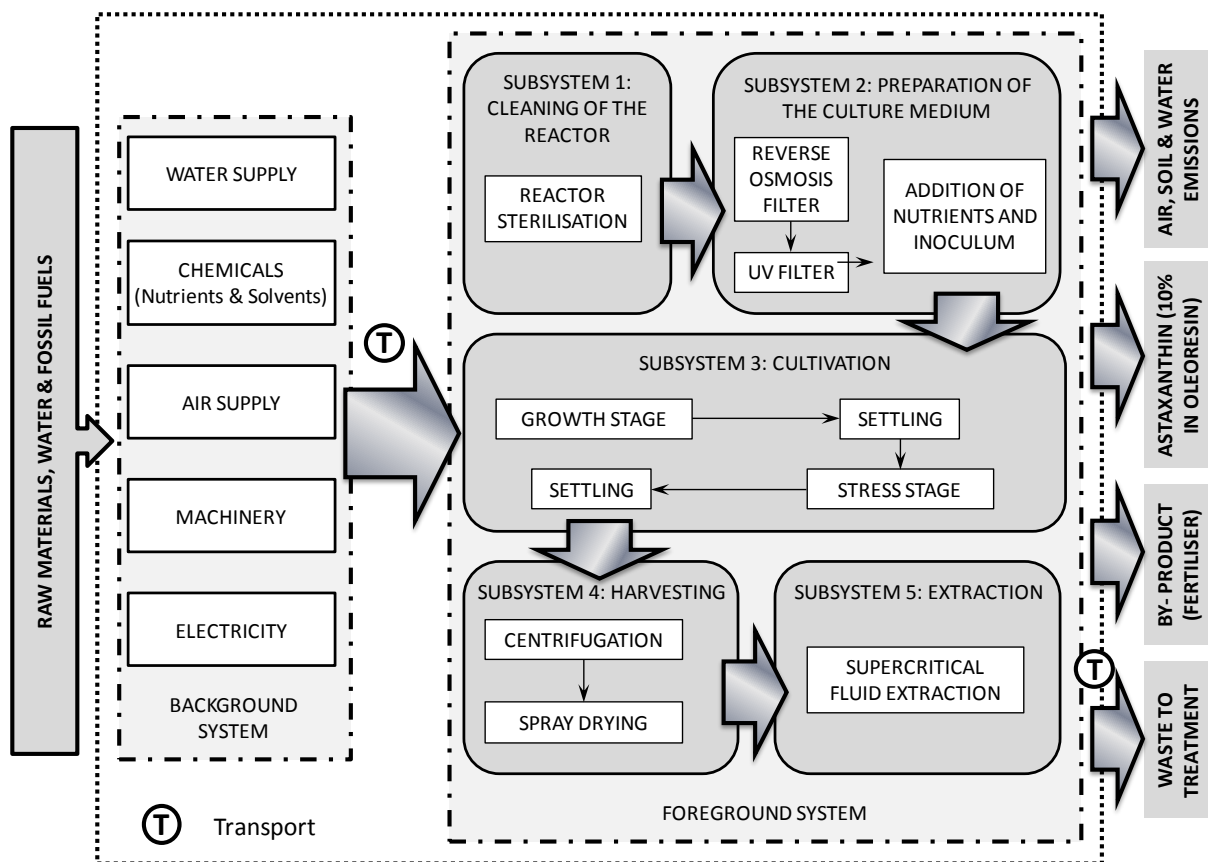 RAW MATERIALS, WATER & FOSSIL FUELS
WATER SUPPLY
CHEMICALS
(Nutrients & Solvents)
AIR SUPPLY
MACHINERY
ELECTRICITY
BACKGROUND
SYSTEM
T
T
Transport
SUBSYSTEM 1:
CLEANING OF THE
REACTOR
REACTOR
STERILISATION
SUBSYSTEM 2: PREPARATION OF
THE CULTURE MEDIUM
REVERSE
OSMOSIS
FILTER
UV FILTER
ADDITION OF
NUTRIENTS AND
INOCULUM
SUBSYSTEM 3: CULTIVATION
GROWTH STAGE
SETTLING
SETTLING
STRESS STAGE
SUBSYSTEM 4: HARVESTING
CENTRIFUGATION
SPRAY DRYING
SUBSYSTEM 5: EXTRACTION
SUPERCRITICAL
FLUID EXTRACTION
FOREGROUND SYSTEM
T
AIR, SOIL & WATER
EMISSIONS
ASTAXANTHIN (10%
IN OLEORESIN)
BY- PRODUCT
(FERTILISER)
WASTE TO
TREATMENT